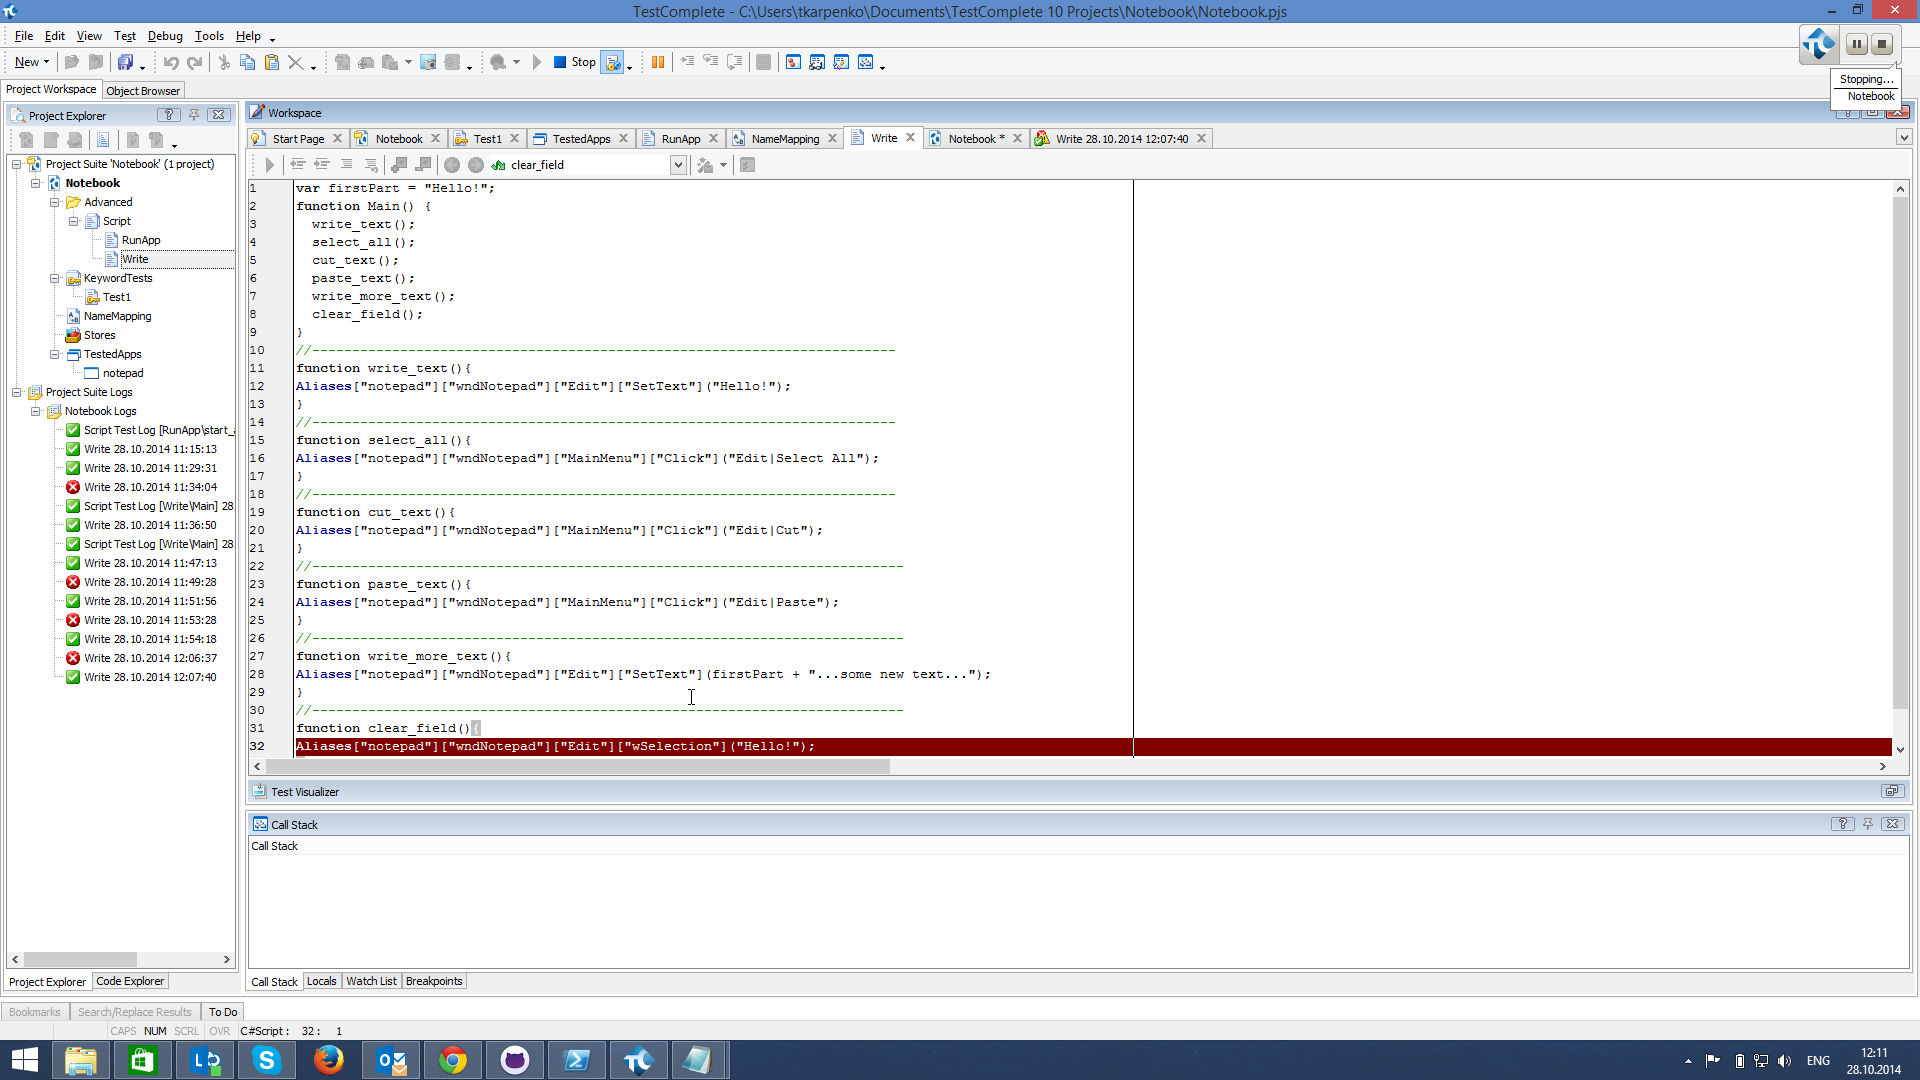 TestComplete - C:\Users\tkarpenko\Documents\TestComplete 10 Projects\Notebook\Notebook.pjs
File Edit View Test Debug Tools Help
New Stop
Stopping...
Notebook
Project Workspace Object Browser
Project Explorer
Workspace
Start Page Notebook Test1 TestedApps RunApp NameMapping Write Notebook * Write 28.10.2014 12:07:40
clear_field
Project Suite 'Notebook' (1 project)
Notebook
Advanced
Script
RunApp
Write
KeywordTests
Test1
NameMapping
Stores
TestedApps
notepad
Project Suite Logs
Notebook Logs
Script Test Log [RunApp\start_
Write 28.10.2014 11:15:13
Write 28.10.2014 11:29:31
Write 28.10.2014 11:34:04
Script Test Log [Write\Main] 28
Write 28.10.2014 11:36:50
Script Test Log [Write\Main] 28
Write 28.10.2014 11:47:13
Write 28.10.2014 11:49:28
Write 28.10.2014 11:51:56
Write 28.10.2014 11:53:28
Write 28.10.2014 11:54:18
Write 28.10.2014 12:06:37
Write 28.10.2014 12:07:40
Project Explorer Code Explorer
1 var firstPart = "Hello!";
2 function Main() {
3 write_text();
4 select_all();
5 cut_text();
6 paste_text();
7 write_more_text();
8 clear_field();
9 }
10 //-------------------------------------------------------------------------
11 function write_text(){
12 Aliases["notepad"]["wndNotepad"]["Edit"]["SetText"]("Hello!");
13 }
14 //-------------------------------------------------------------------------
15 function select_all(){
16 Aliases["notepad"]["wndNotepad"]["MainMenu"]["Click"]("Edit|Select All");
17 }
18 //-------------------------------------------------------------------------
19 function cut_text(){
20 Aliases["notepad"]["wndNotepad"]["MainMenu"]["Click"]("Edit|Cut");
21 }
22 //--------------------------------------------------------------------------
23 function paste_text(){
24 Aliases["notepad"]["wndNotepad"]["MainMenu"]["Click"]("Edit|Paste");
25 }
26 //--------------------------------------------------------------------------
27 function write_more_text(){
28 Aliases["notepad"]["wndNotepad"]["Edit"]["SetText"](firstPart + "...some new text...");
29 }
30 //--------------------------------------------------------------------------
31 function clear_field(){
32 Aliases["notepad"]["wndNotepad"]["Edit"]["wSelection"]("Hello!");
Test Visualizer
Call Stack
Call Stack
Call Stack Locals Watch List Breakpoints
Bookmarks Search/Replace Results To Do
CAPS NUM SCRL OVR C#Script : 32 : 1
ENG 12:11
28.10.2014